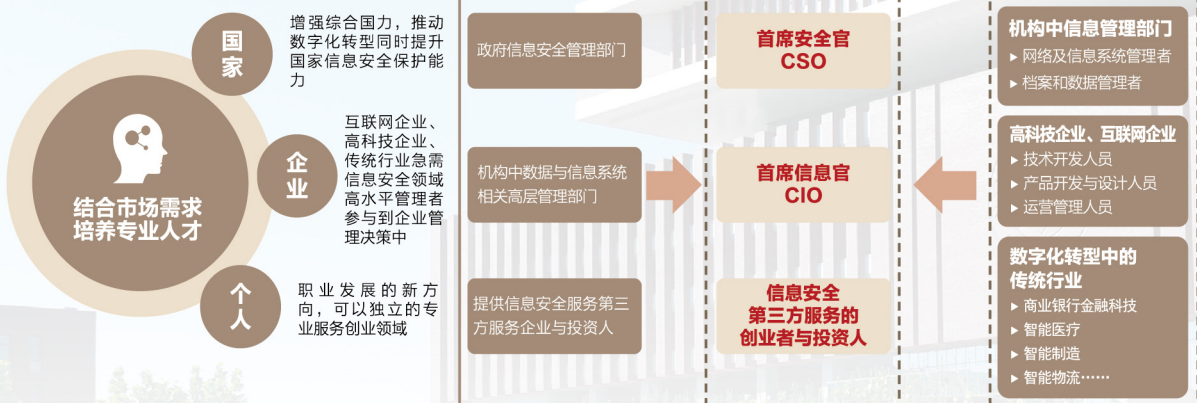 结合市场需求
培养专业人才
国
家
增强综合国力，推动
数字化转型同时提升
国家信息安全保护能
力
企
业
互联网企业、
高科技企业、
传统行业急需
信息安全领域
高水平管理者
参与到企业管
理决策中
个
人
职业发展的新方
向，可以独立的专
业服务创业领域
政府信息安全管理部门
机构中数据与信息系统
相关高层管理部门
提供信息安全服务第三
方服务企业与投资人
首席安全官
CSO
首席信息官
CIO
信息安全
第三方服务的
创业者与投资人
机构中信息管理部门
▶ 网络及信息系统管理者
▶ 档案和数据管理者
高科技企业、互联网企业
▶ 技术开发人员
▶ 产品开发与设计人员
▶ 运营管理人员
数字化转型中的
传统行业
▶ 商业银行金融科技
▶ 智能医疗
▶ 智能制造
▶ 智能物流……